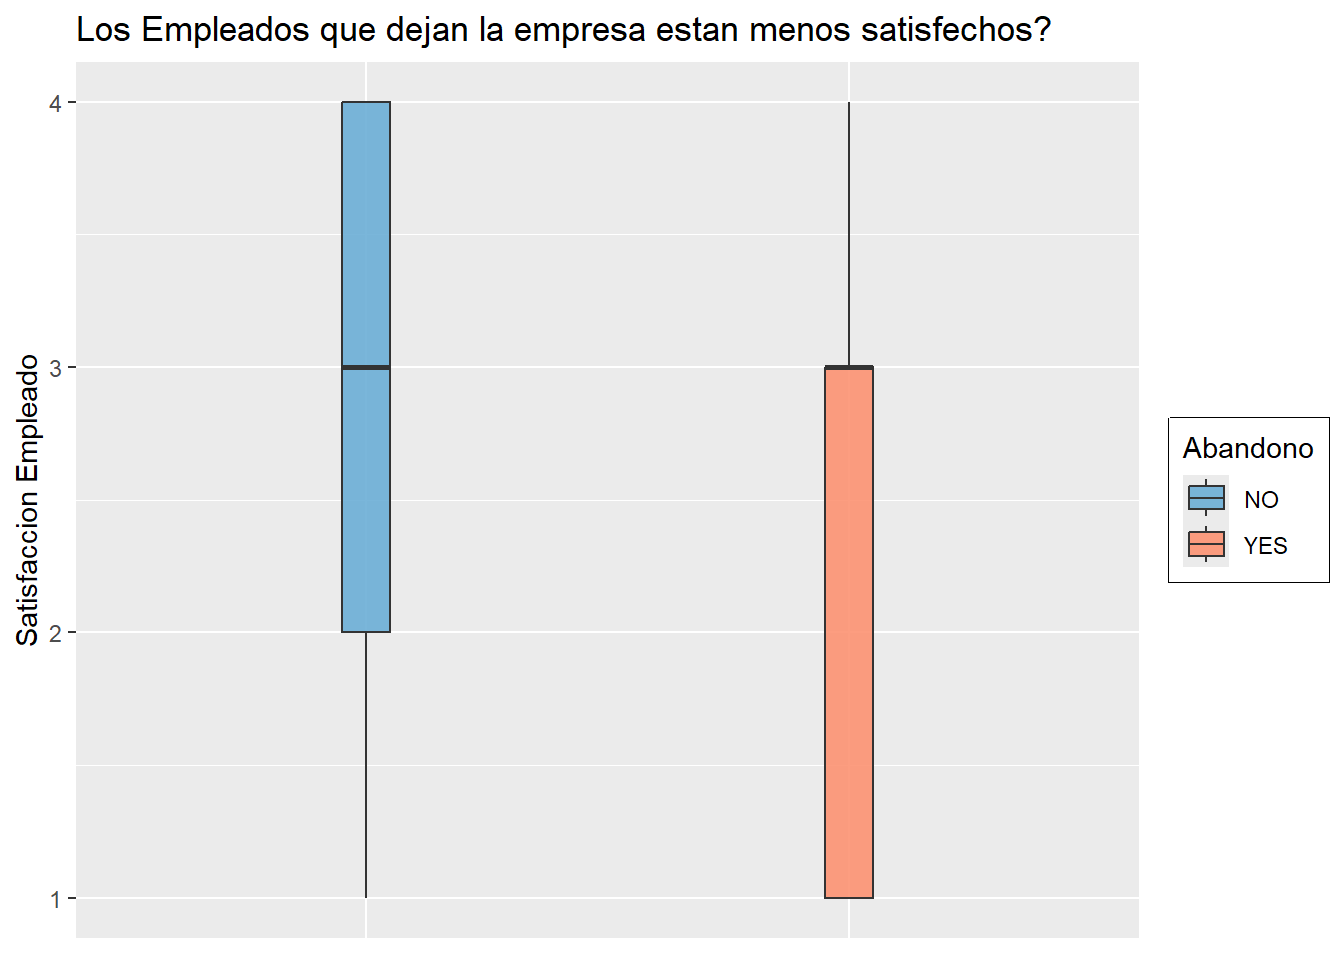 Los Empleados que dejan la empresa estan menos satisfechos?
Satisfaccion Empleado
4
3
2
1
Abandono
NO
YES